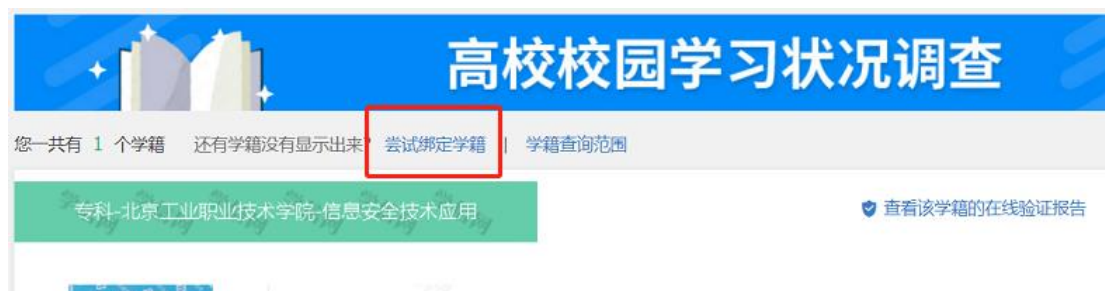 高校校园学习状况调查
您一共有 1 个学籍 还有学籍没有显示出来? 尝试绑定学籍 | 学籍查询范围
专科-北京工业职业技术学院-信息安全技术应用
查看该学籍的在线验证报告